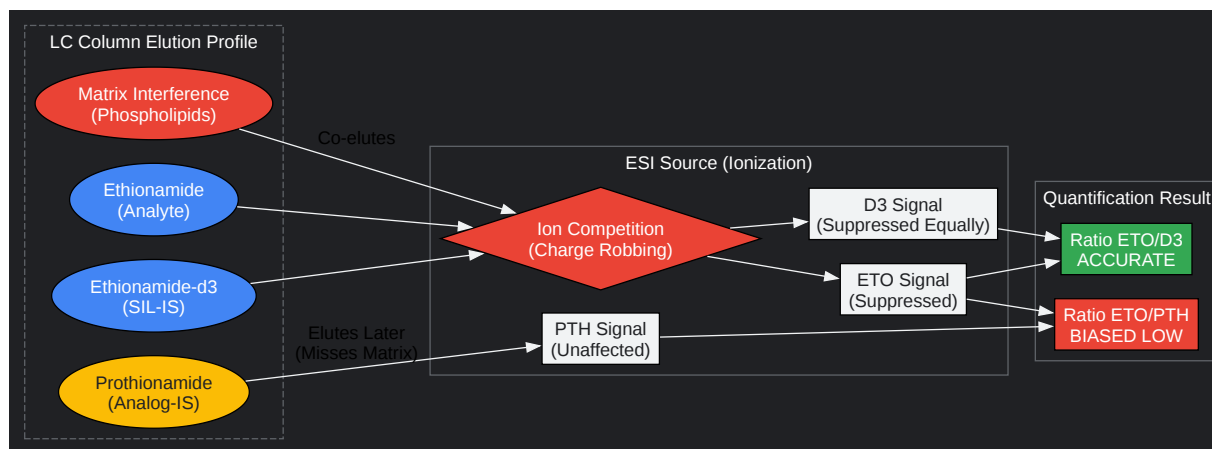 LC Column Elution Profile
Matrix Interference
(Phospholipids)
Co-elutes
Ethionamide
(Analyte)
Ethionamide-d3
(SIL-IS)
Elutes Later
(Misses Matrix)
Prothionamide
(Analog-IS)
ESI Source (Ionization)
Ion Competition
(Charge Robbing)
D3 Signal
(Suppressed Equally)
ETO Signal
(Suppressed)
PTH Signal
(Unaffected)
Quantification Result
Ratio ETO/D3
ACCURATE
Ratio ETO/PTH
BIASED LOW